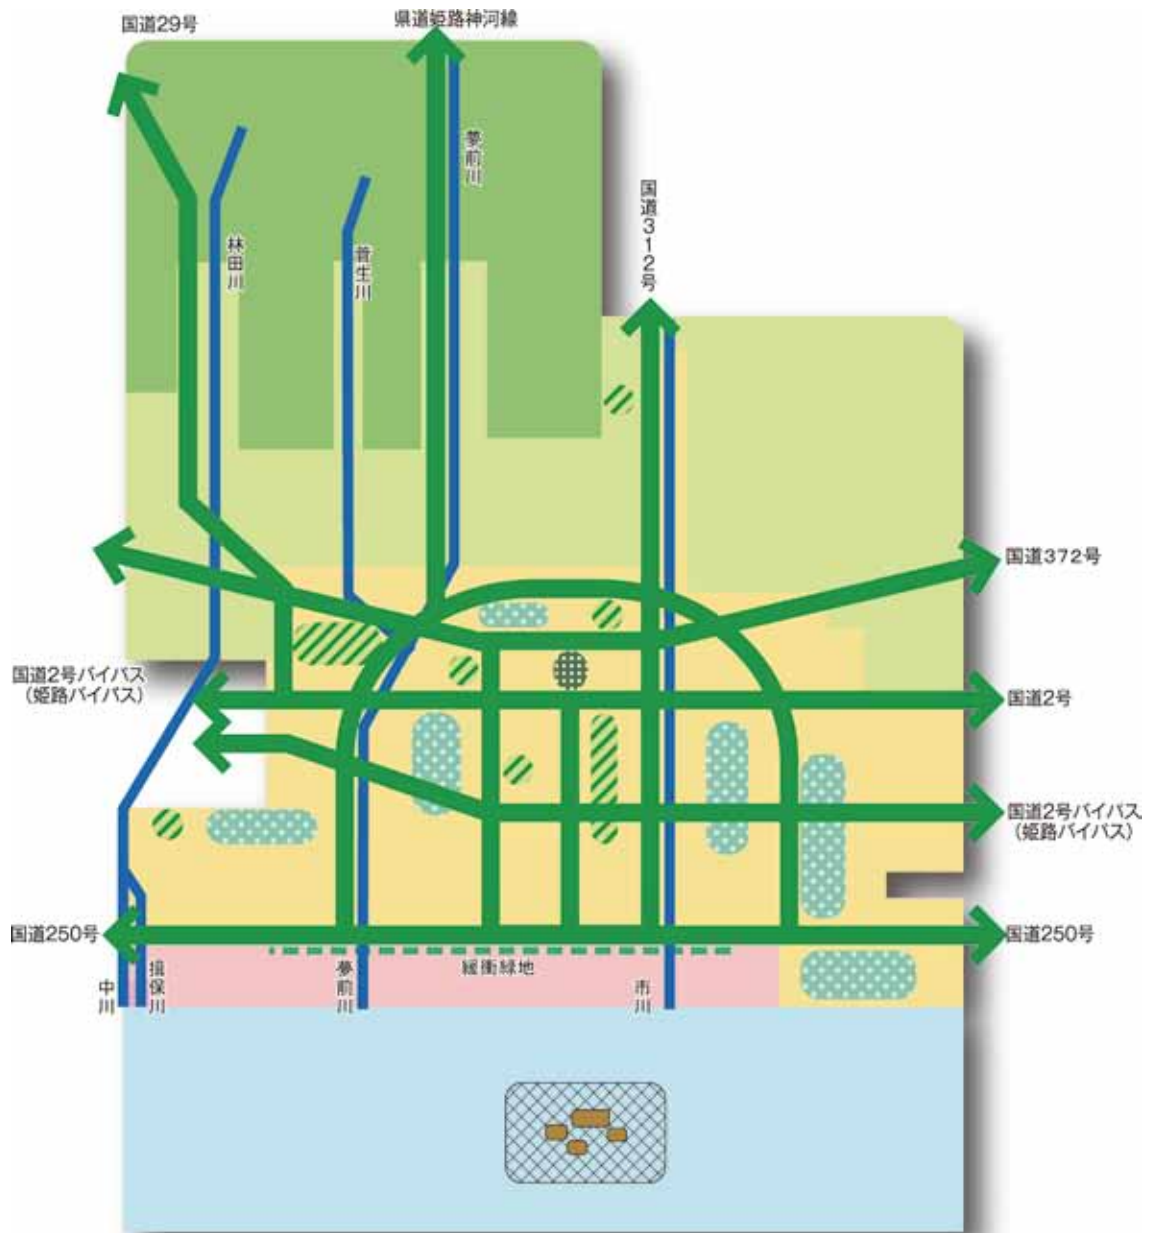 国道29号
県道姫路神河線
夢前川
国道312号
林田川
菅生川
国道372号
国道2号バイパス
(姫路バイパス)
国道2号
国道2号バイパス
(姫路バイパス)
国道250号
国道250号
中川
揖保川
夢前川
緩衝緑地
市川